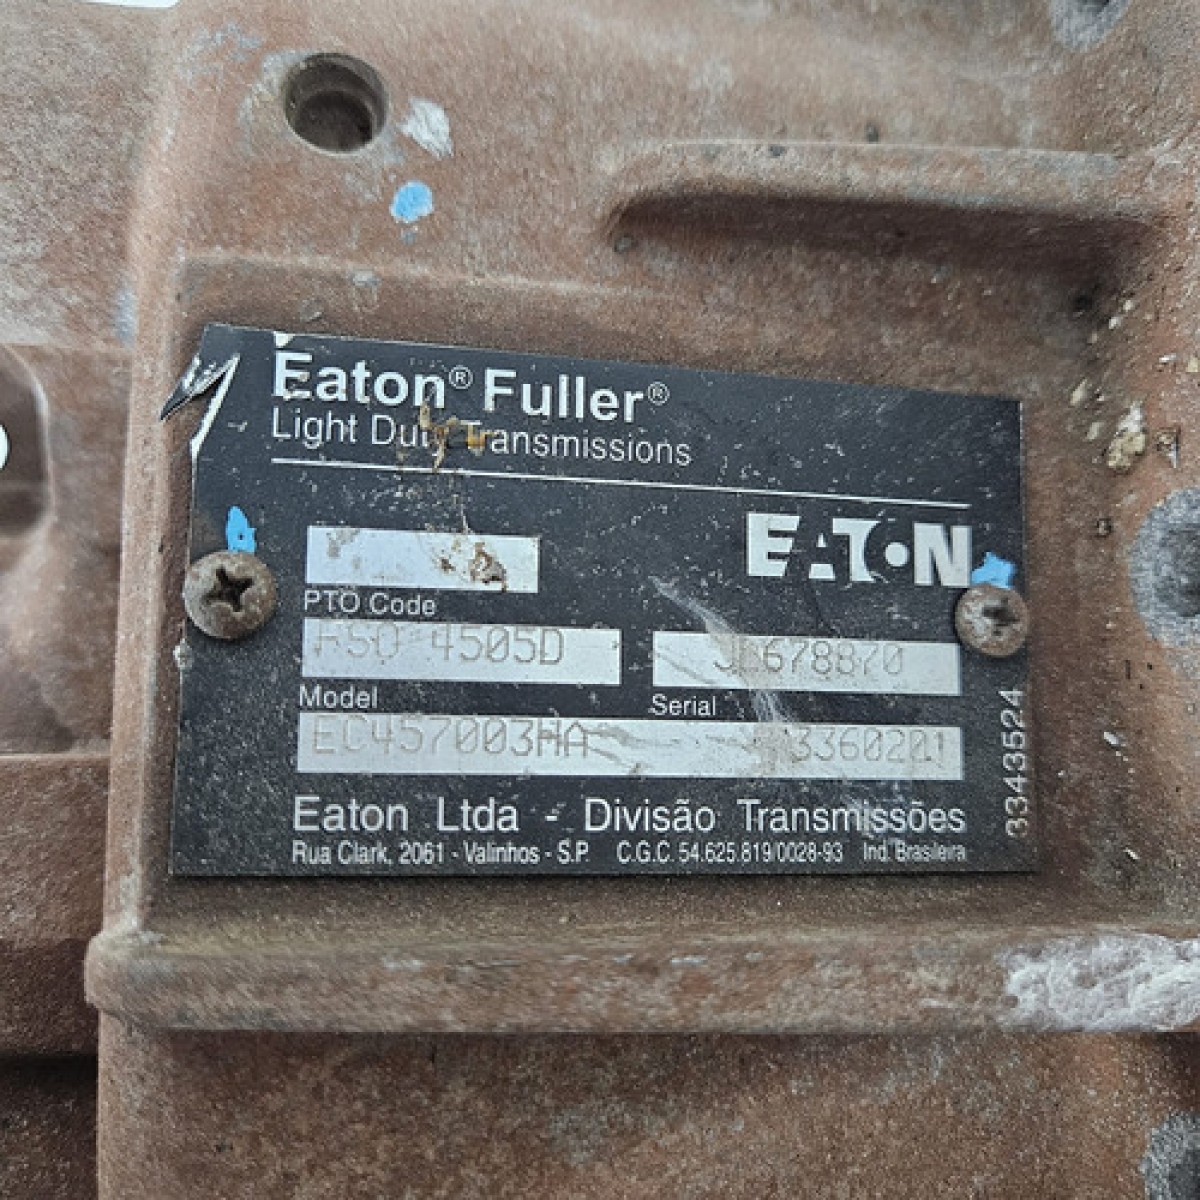 Eaton® Fuller®
Light Duty Transmissions
EATON
PTO Code
FSO 4505D
JL678870
Model
Serial
EC457003HA
3360201
3343524
Eaton Ltda - Divisão Transmissões
Rua Clark, 2061 - Valinhos - S.P. C.G.C. 54.625.819/0028-93 Ind. Brasileira